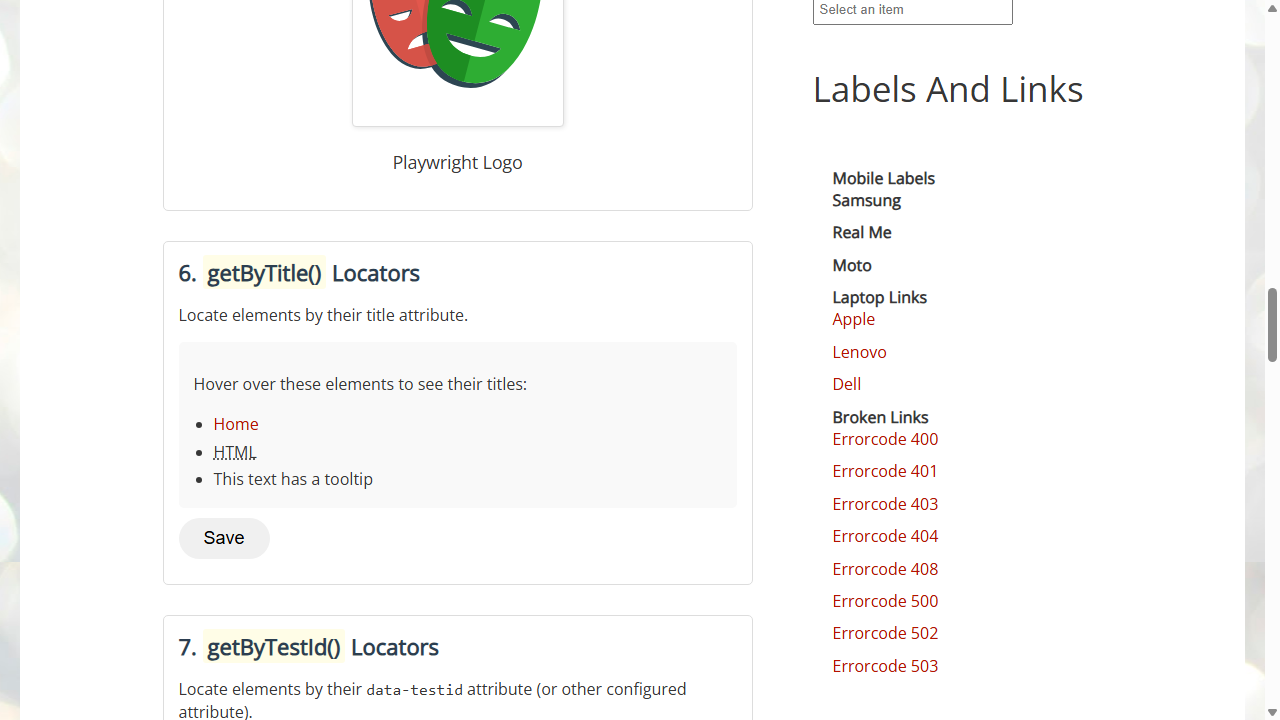 Playwright Logo
6. getByTitle() Locators
Locate elements by their title attribute.
Hover over these elements to see their titles:
Home
HTML
This text has a tooltip
Save
7. getByTestId() Locators
Locate elements by their data-testid attribute (or other configured
attribute).
Select an item
Labels And Links
Mobile Labels
Samsung
Real Me
Moto
Laptop Links
Apple
Lenovo
Dell
Broken Links
Errorcode 400
Errorcode 401
Errorcode 403
Errorcode 404
Errorcode 408
Errorcode 500
Errorcode 502
Errorcode 503